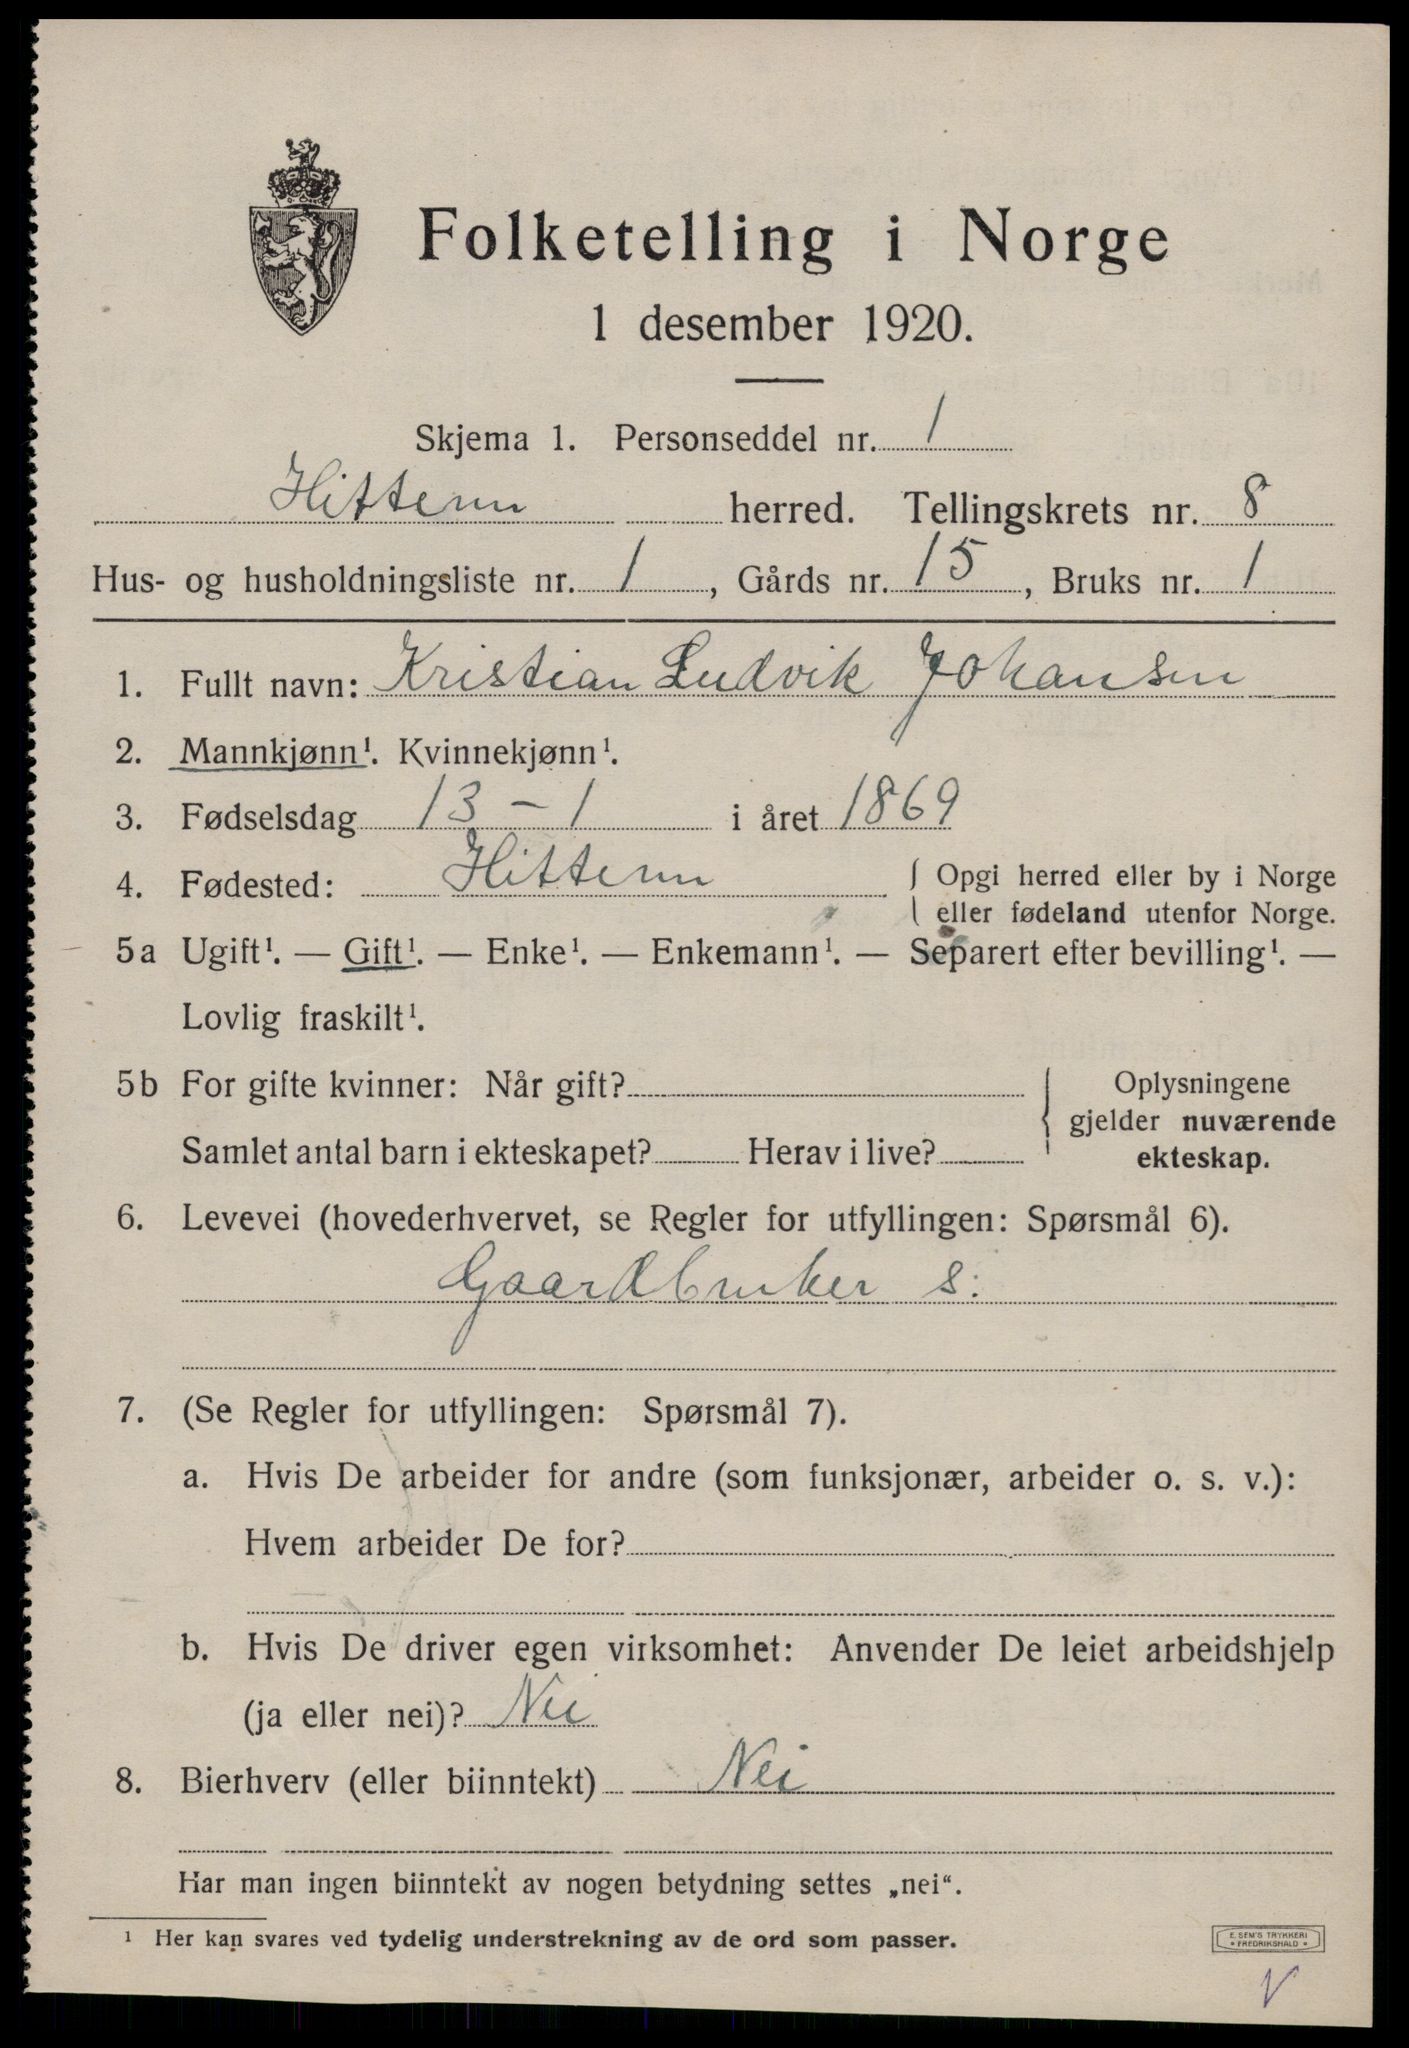 Folketelling i Norge
1 desember 1920.
Skjema 1. Personseddel nr. 1
Hitteren herred. Tellingskrets nr. 8
Hus- og husholdningsliste nr. 1, Gårds nr. 15, Bruks nr. 1
1. Fullt navn: Kristian Ludvik Johansen
2. Mannkjønn¹. Kvinnekjønn¹.
3. Fødselsdag 13 - 1 i året 1869
4. Fødested: Hitteren { Opgi herred eller by i Norge
eller fødeland utenfor Norge.
5a Ugift¹. — Gift¹. — Enke¹. — Enkemann¹. — Separert efter bevilling¹. —
Lovlig fraskilt¹.
5b For gifte kvinner: Når gift? { Oplysningene
gjelder nuværende
Samlet antal barn i ekteskapet? Herav i live? ekteskap.
6. Levevei (hovederhvervet, se Regler for utfyllingen: Spørsmål 6).
Gaardbruker s:
7. (Se Regler for utfyllingen: Spørsmål 7).
a. Hvis De arbeider for andre (som funksjonær, arbeider o. s. v.):
Hvem arbeider De for?
b. Hvis De driver egen virksomhet: Anvender De leiet arbeidshjelp
(ja eller nei)? Nei
8. Bierhverv (eller biinntekt) Nei
Har man ingen biinntekt av nogen betydning settes „nei“.
¹ Her kan svares ved tydelig understrekning av de ord som passer.
E. SEM'S TRYKKERI
• FREDRIKSHALD •
V